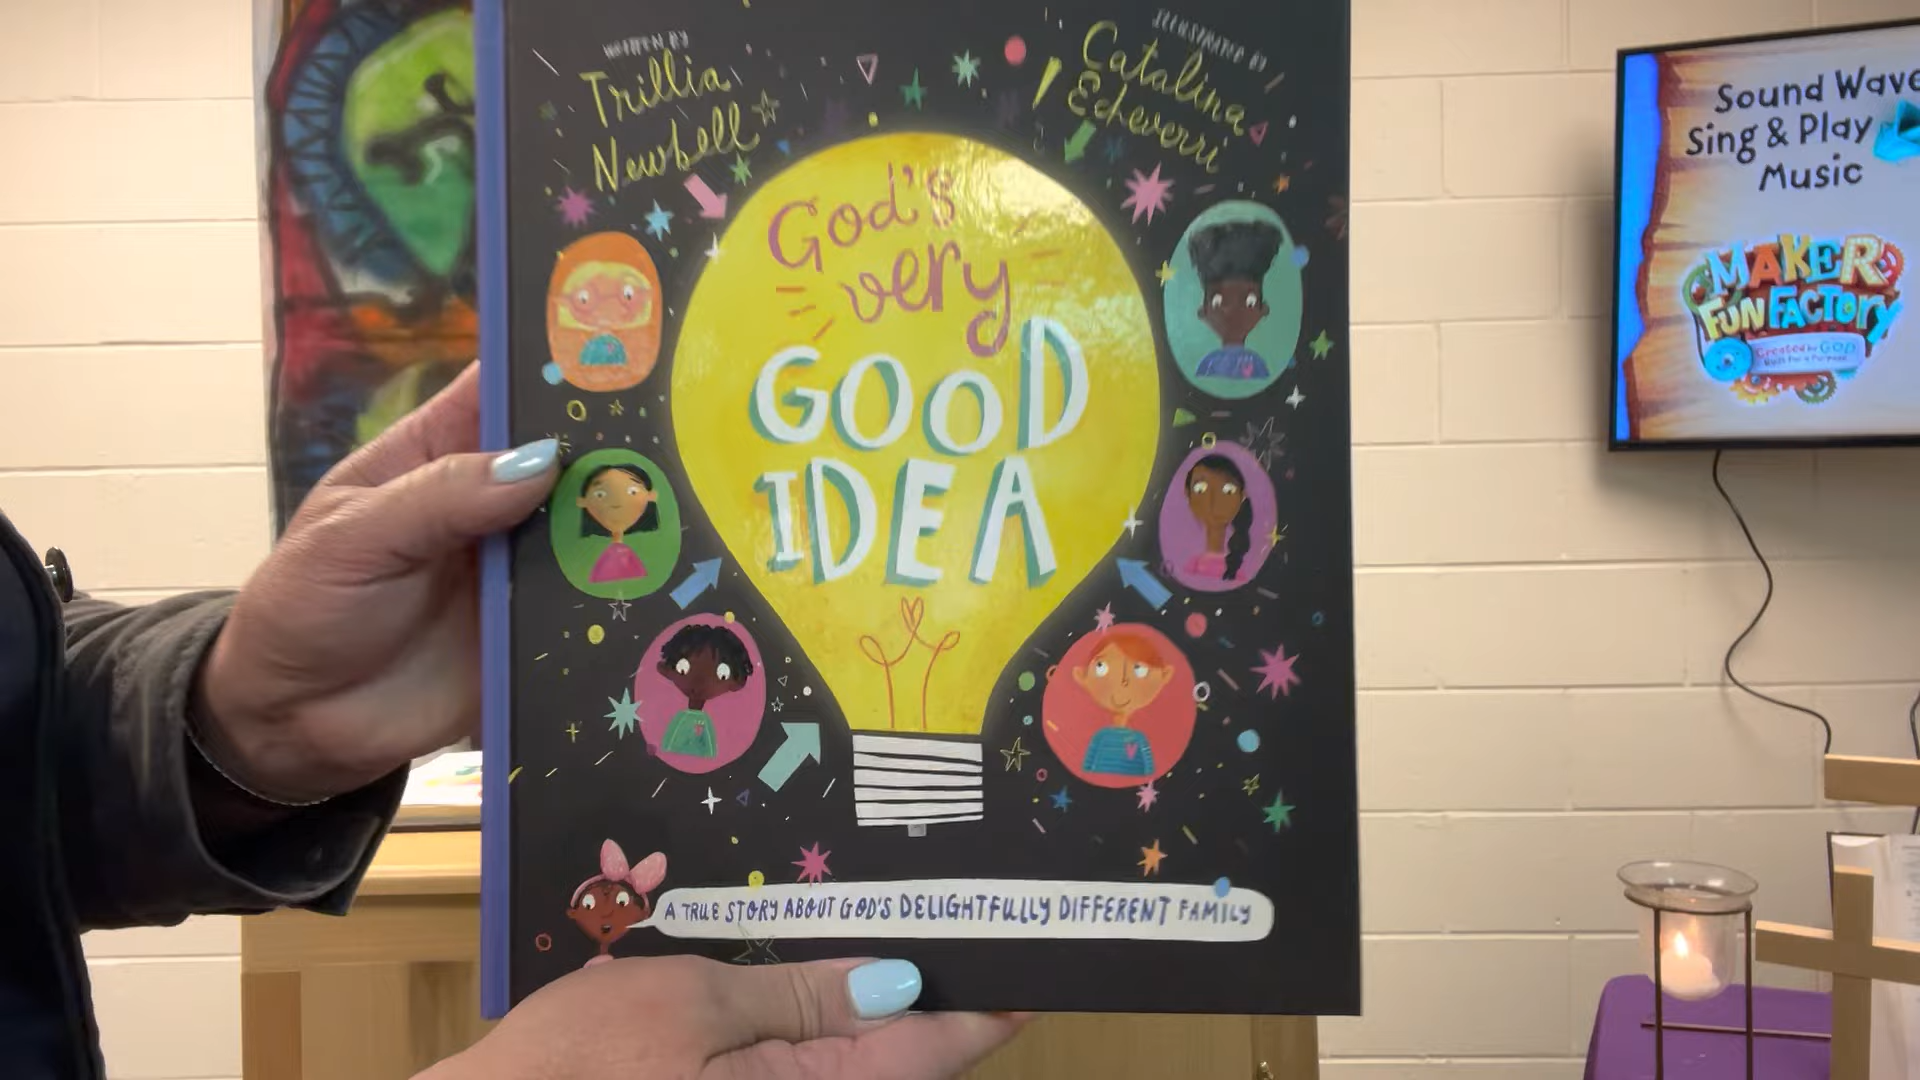 WRITTEN BY
Trillia
Newbell
ILLUSTRATED BY
Catalina
Echeverri
God's
very
GOOD
IDEA
A TRUE STORY ABOUT GOD'S DELIGHTFULLY DIFFERENT FAMILY
Sound Wave
Sing & Play
Music
MAKER
FUN FACTORY
Created by GOD
Built for a Purpose